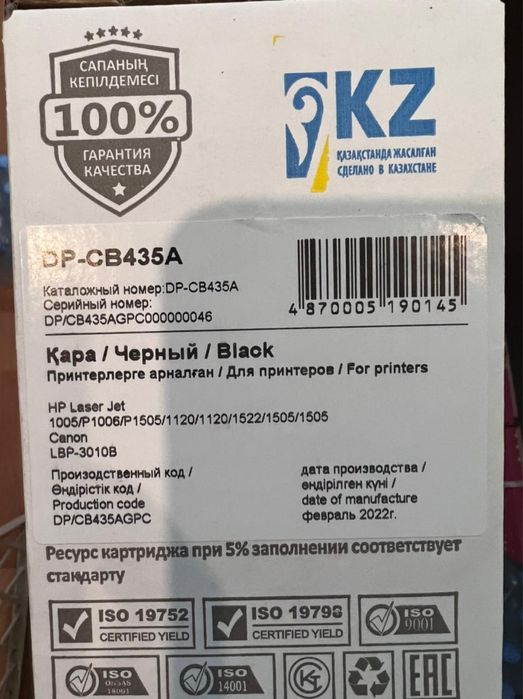 САПАНЫҢ
КЕПІЛДЕМЕСІ
100%
ГАРАНТИЯ
КАЧЕСТВА
KZ
ҚАЗАҚСТАНДА ЖАСАЛҒАН
СДЕЛАНО В КАЗАХСТАНЕ
DP-CB435A
Каталожный номер:DP-CB435A
Серийный номер:
DP/CB435AGPC000000046
4 870005 190145
Қара / Черный / Black
Принтерлерге арналған / Для принтеров / For printers
HP Laser Jet
1005/P1006/P1505/1120/1120/1522/1505/1505
Canon
LBP-3010B
Производственный код /
Өндірістік код /
Production code
DP/CB435AGPC
дата производства /
өндірілген күні /
date of manufacture
февраль 2022г.
Ресурс картриджа при 5% заполнении соответствует
стандарту
ISO 19752
CERTIFIED YIELD
ISO 19798
CERTIFIED YIELD
ISO
9001
ISO
OHSAS
18001
ISO
14001
EAC